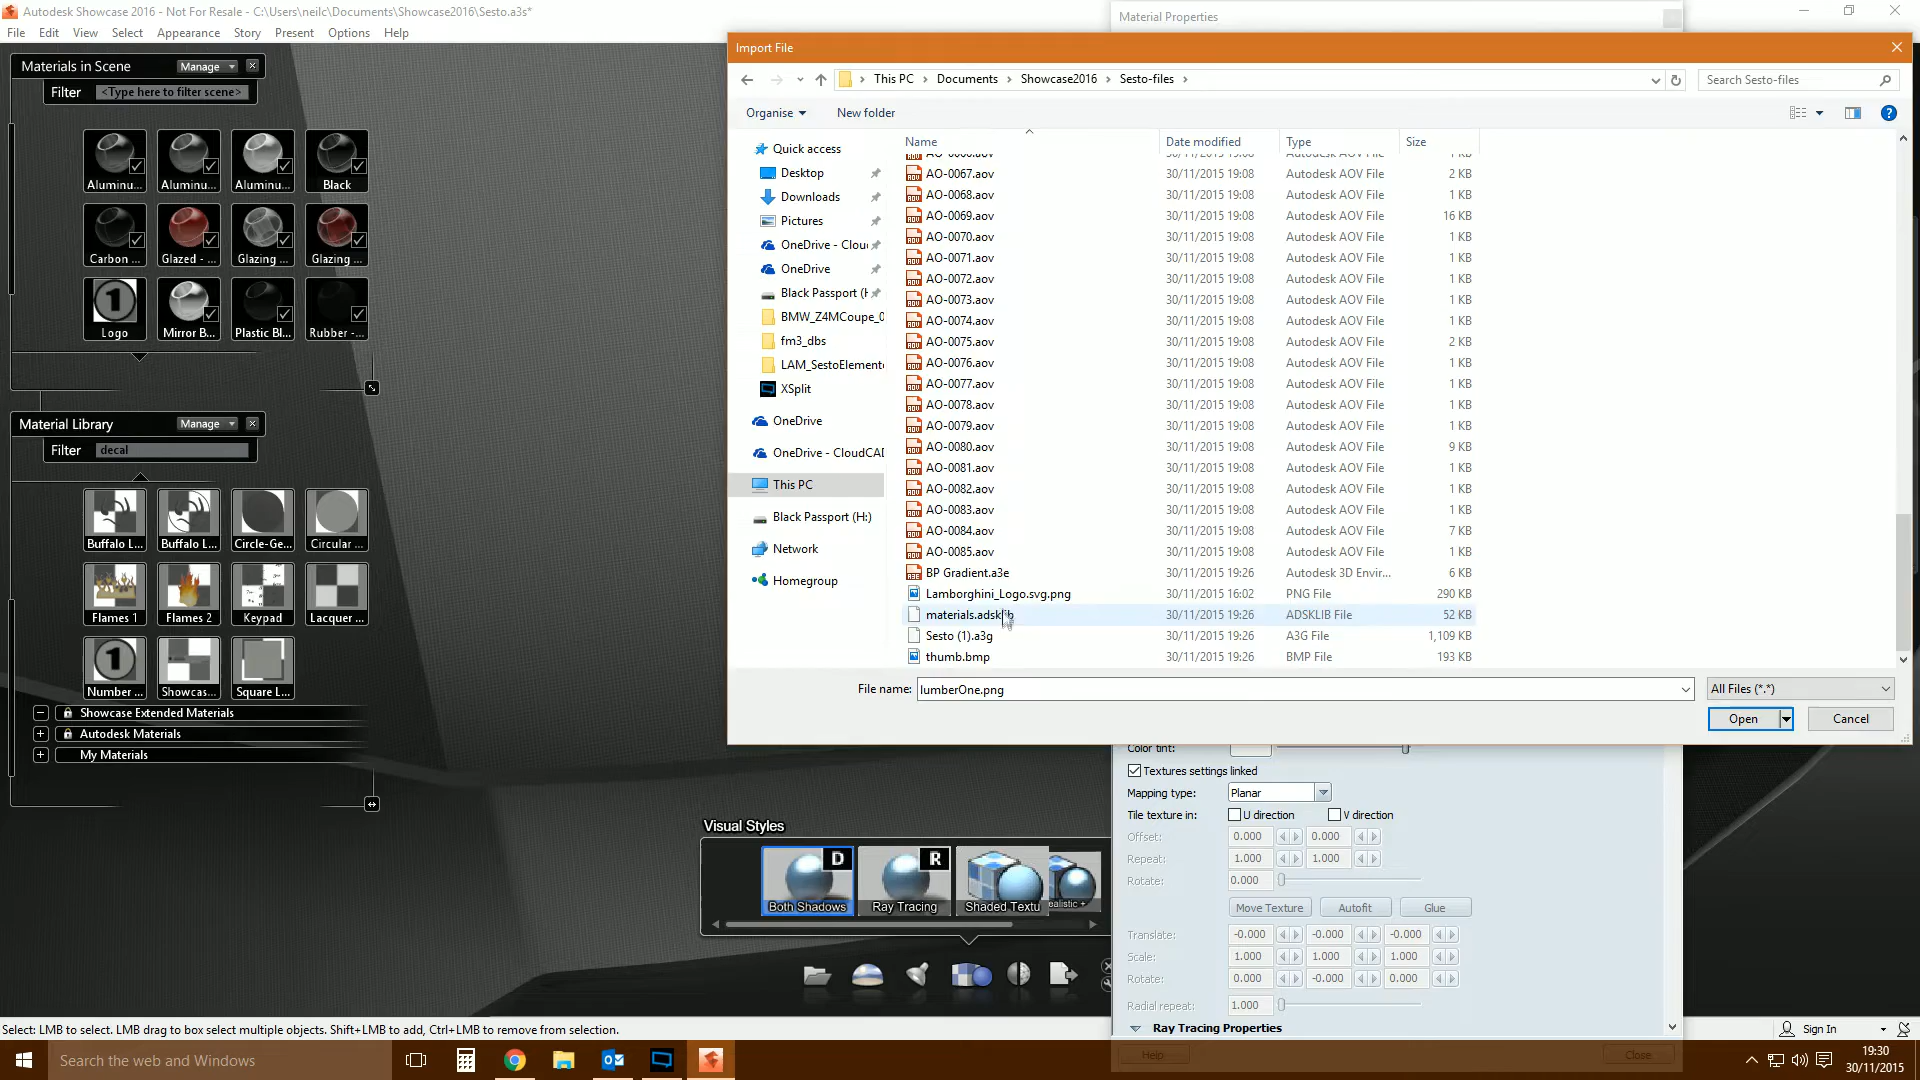 Autodesk Showcase 2016 - Not For Resale - C:\Users\neilc\Documents\Showcase2016\Sesto.a3s*
File Edit View Select Appearance Story Present Options Help
Materials in Scene Manage
Filter <Type here to filter scene>
Aluminu... Aluminu... Aluminu... Black
Carbon ... Glazed - ... Glazing ... Glazing ...
1
Logo Mirror B... Plastic Bl... Rubber -...
Material Library Manage
Filter decal
Buffalo L... Buffalo L... Circle-Ge... Circular ...
Flames 1 Flames 2 Keypad Lacquer ...
1
Number ... Showcas... Square L...
Showcase Extended Materials
Autodesk Materials
My Materials
Material Properties
Import File
This PC Documents Showcase2016 Sesto-files
Search Sesto-files
Organise New folder
Quick access
Desktop
Downloads
Pictures
OneDrive - Clou
OneDrive
Black Passport (H
BMW_Z4MCoupe_0
fm3_dbs
LAM_SestoElement
XSplit
OneDrive
OneDrive - CloudCAD
This PC
Black Passport (H:)
Network
Homegroup
Name Date modified Type Size
AO-0067.aov 30/11/2015 19:08 Autodesk AOV File 2 KB
AO-0068.aov 30/11/2015 19:08 Autodesk AOV File 1 KB
AO-0069.aov 30/11/2015 19:08 Autodesk AOV File 16 KB
AO-0070.aov 30/11/2015 19:08 Autodesk AOV File 1 KB
AO-0071.aov 30/11/2015 19:08 Autodesk AOV File 1 KB
AO-0072.aov 30/11/2015 19:08 Autodesk AOV File 1 KB
AO-0073.aov 30/11/2015 19:08 Autodesk AOV File 1 KB
AO-0074.aov 30/11/2015 19:08 Autodesk AOV File 1 KB
AO-0075.aov 30/11/2015 19:08 Autodesk AOV File 2 KB
AO-0076.aov 30/11/2015 19:08 Autodesk AOV File 1 KB
AO-0077.aov 30/11/2015 19:08 Autodesk AOV File 1 KB
AO-0078.aov 30/11/2015 19:08 Autodesk AOV File 1 KB
AO-0079.aov 30/11/2015 19:08 Autodesk AOV File 1 KB
AO-0080.aov 30/11/2015 19:08 Autodesk AOV File 9 KB
AO-0081.aov 30/11/2015 19:08 Autodesk AOV File 1 KB
AO-0082.aov 30/11/2015 19:08 Autodesk AOV File 1 KB
AO-0083.aov 30/11/2015 19:08 Autodesk AOV File 1 KB
AO-0084.aov 30/11/2015 19:08 Autodesk AOV File 7 KB
AO-0085.aov 30/11/2015 19:08 Autodesk AOV File 1 KB
BP Gradient.a3e 30/11/2015 19:26 Autodesk 3D Envir... 6 KB
Lamborghini_Logo.svg.png 30/11/2015 16:02 PNG File 290 KB
materials.adsklib 30/11/2015 19:26 ADSKLIB File 52 KB
Sesto (1).a3g 30/11/2015 19:26 A3G File 1,109 KB
thumb.bmp 30/11/2015 19:26 BMP File 193 KB
File name: lumberOne.png All Files (*.*)
Open Cancel
Color tint:
Textures settings linked
Mapping type: Planar
Tile texture in: U direction V direction
Offset: 0.000 0.000
Repeat: 1.000 1.000
Rotate: 0.000
Move Texture Autofit Glue
Translate: -0.000 -0.000 -0.000
Scale: 1.000 1.000 1.000
Rotate: 0.000 -0.000 0.000
Radial repeat: 1.000
Ray Tracing Properties
Help Close
Visual Styles
D R
Both Shadows Ray Tracing Shaded Textu ealistic +
Select: LMB to select. LMB drag to box select multiple objects. Shift+LMB to add, Ctrl+LMB to remove from selection.
Sign In
Search the web and Windows
19:30
30/11/2015